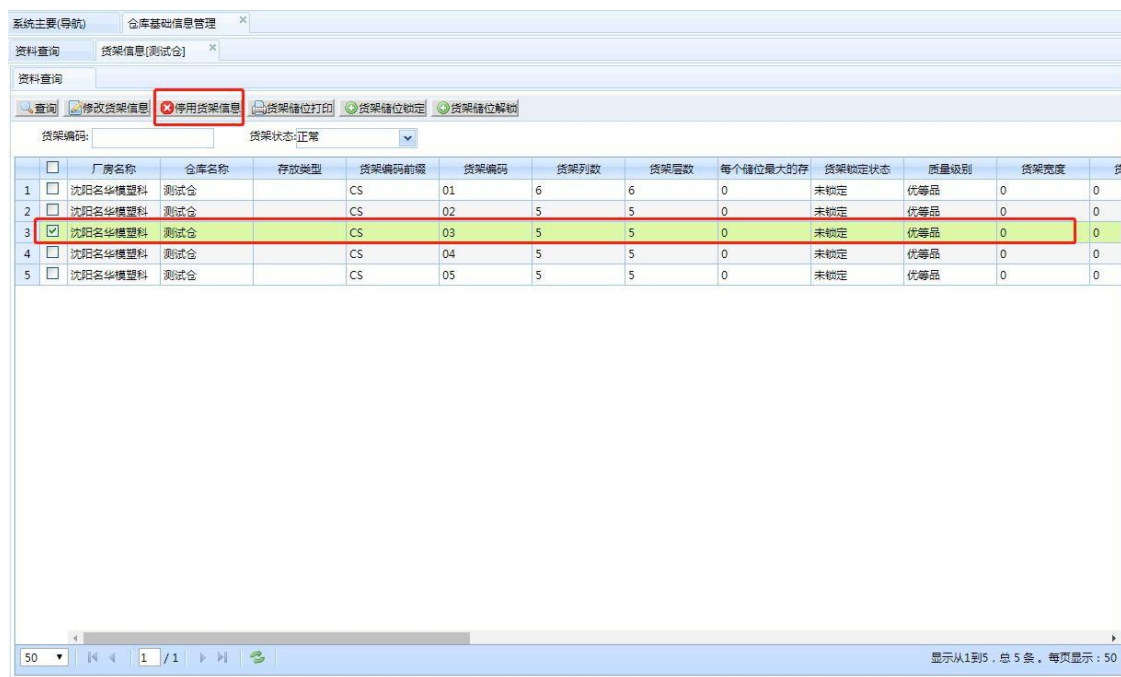 系统主要(导航) 仓库基础信息管理
资料查询 货架信息[测试仓]
资料查询
查询 修改货架信息 停用货架信息 货架储位打印 货架储位锁定 货架储位解锁
货架编码: 货架状态:正常
厂房名称 仓库名称 存放类型 货架编码前缀 货架编码 货架列数 货架层数 每个储位最大的存 货架锁定状态 质量级别 货架宽度
1 沈阳名华模塑科 测试仓 CS 01 6 6 0 未锁定 优等品 0 0
2 沈阳名华模塑科 测试仓 CS 02 5 5 0 未锁定 优等品 0 0
3 沈阳名华模塑科 测试仓 CS 03 5 5 0 未锁定 优等品 0 0
4 沈阳名华模塑科 测试仓 CS 04 5 5 0 未锁定 优等品 0 0
5 沈阳名华模塑科 测试仓 CS 05 5 5 0 未锁定 优等品 0 0
50 1 /1 显示从1到5，总 5 条 。每页显示：50